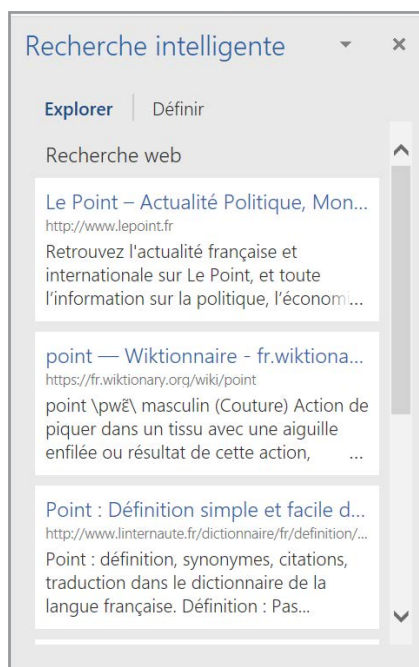 Recherche intelligente
Explorer Définir
Recherche web
Le Point – Actualité Politique, Mon...
http://www.lepoint.fr
Retrouvez l'actualité française et
internationale sur Le Point, et toute
l'information sur la politique, l'économi...
point — Wiktionnaire - fr.wiktiona...
https://fr.wiktionary.org/wiki/point
point \pwɛ̃\ masculin (Couture) Action de
piquer dans un tissu avec une aiguille
enfilée ou résultat de cette action, ...
Point : Définition simple et facile d...
http://www.linternaute.fr/dictionnaire/fr/definition/...
Point : définition, synonymes, citations,
traduction dans le dictionnaire de la
langue française. Définition : Pas...